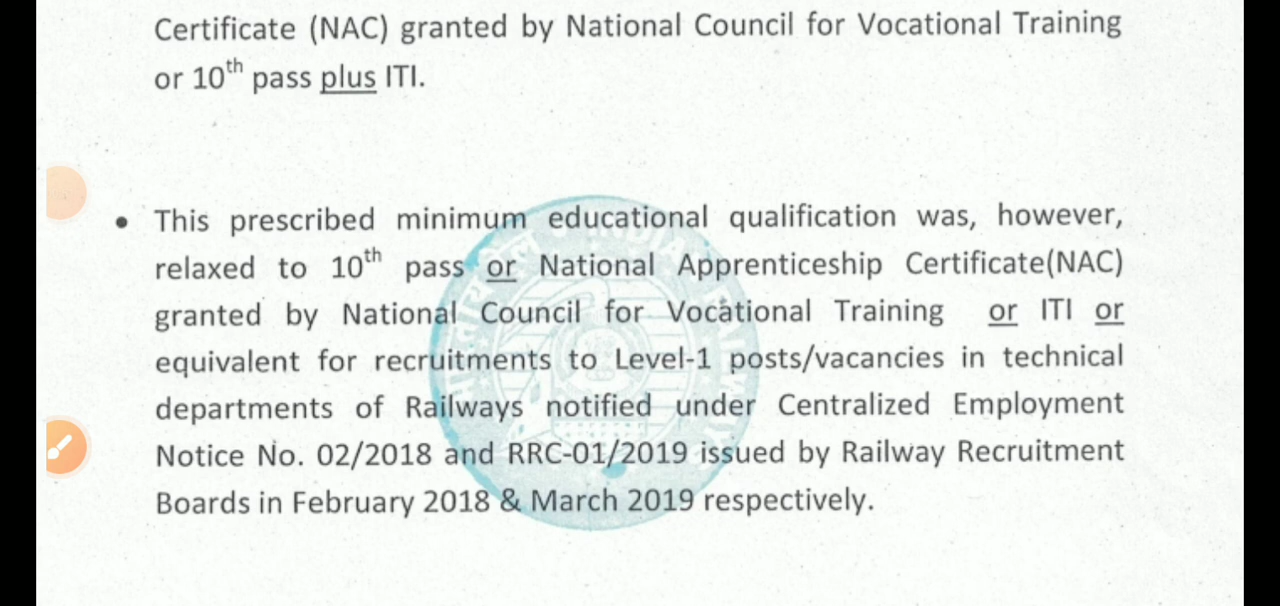 Certificate (NAC) granted by National Council for Vocational Training
or 10th pass plus ITI.
• This prescribed minimum educational qualification was, however,
relaxed to 10th pass or National Apprenticeship Certificate(NAC)
granted by National Council for Vocational Training or ITI or
equivalent for recruitments to Level-1 posts/vacancies in technical
departments of Railways notified under Centralized Employment
Notice No. 02/2018 and RRC-01/2019 issued by Railway Recruitment
Boards in February 2018 & March 2019 respectively.